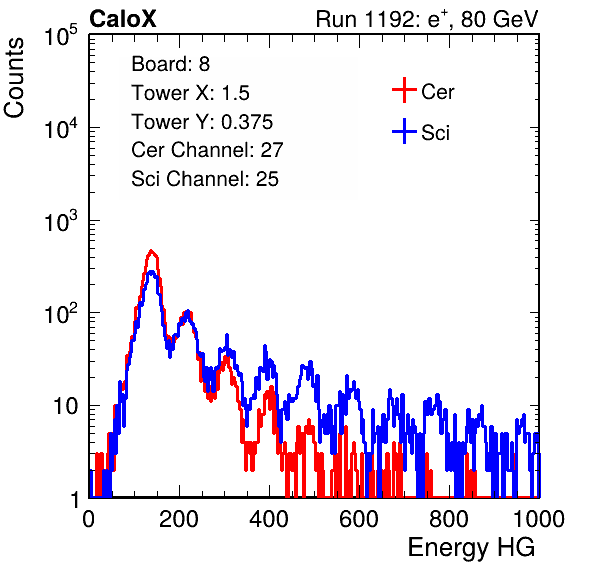 CaloX Run 1192: e⁺, 80 GeV
Counts
Board: 8
Tower X: 1.5
Tower Y: 0.375
Cer Channel: 27
Sci Channel: 25
Cer
Sci
10⁵
10⁴
10³
10²
10
1
0 200 400 600 800 1000
Energy HG